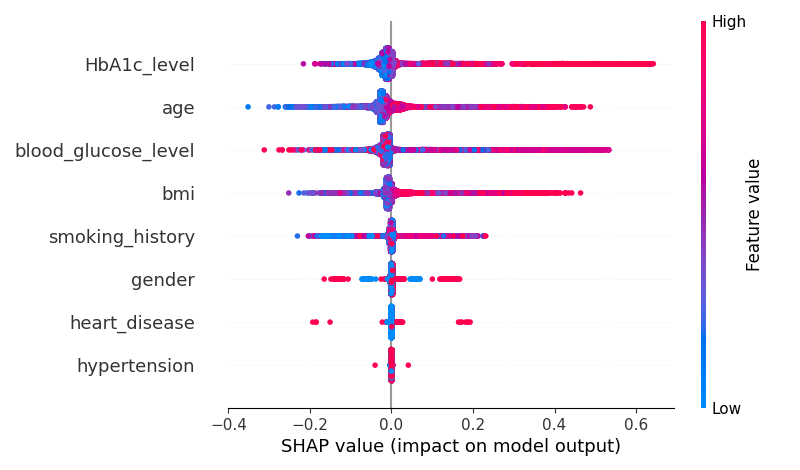 High
HbA1c_level
age
blood_glucose_level
bmi
smoking_history
gender
heart_disease
hypertension
Feature value
Low
−0.4 −0.2 0.0 0.2 0.4 0.6
SHAP value (impact on model output)